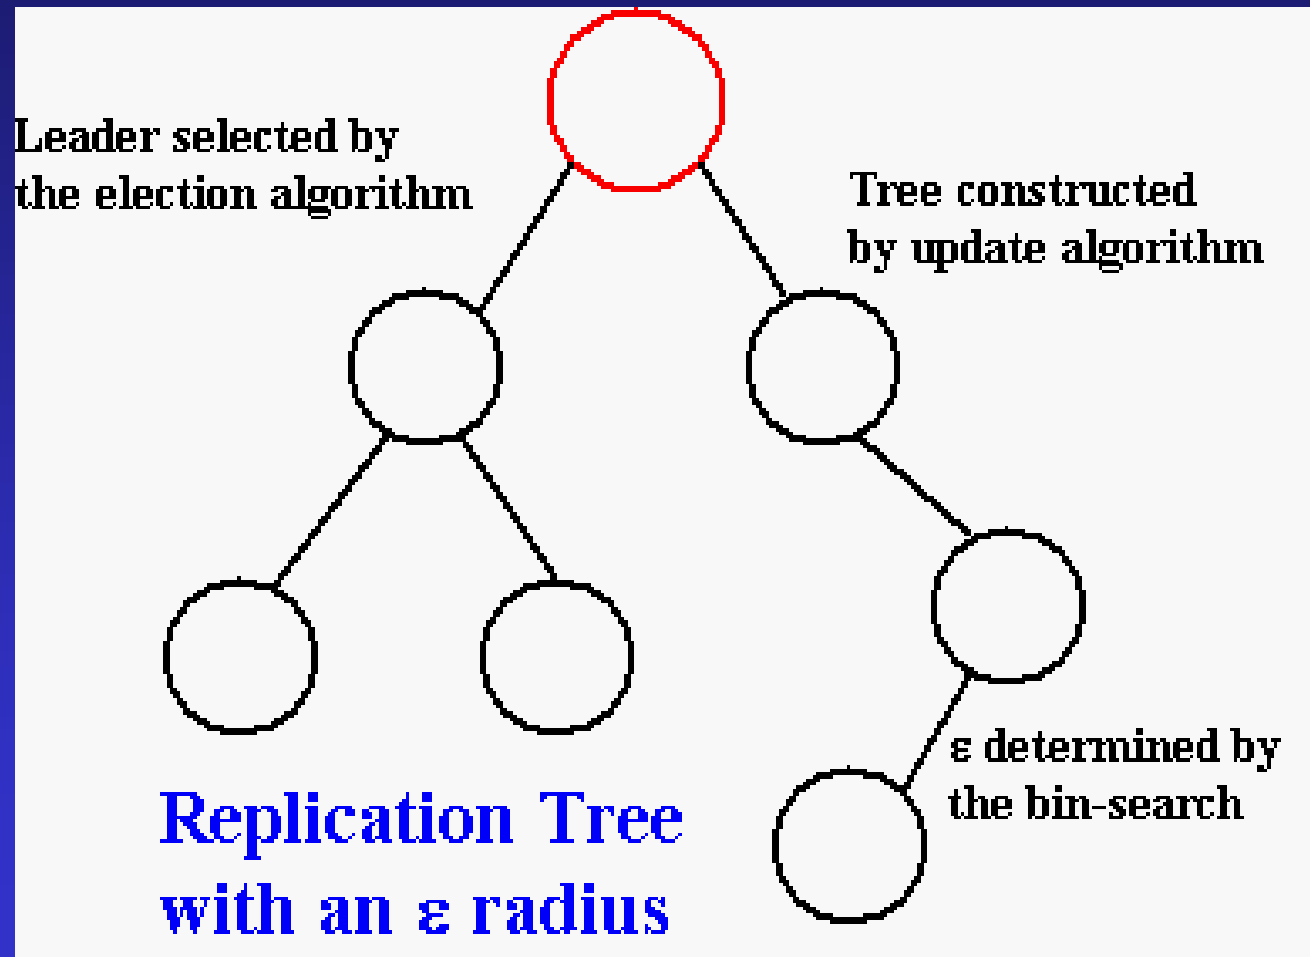 Leader selected by
the election algorithm
Tree constructed
by update algorithm
ε determined by
the bin-search
Replication Tree
with an ε radius